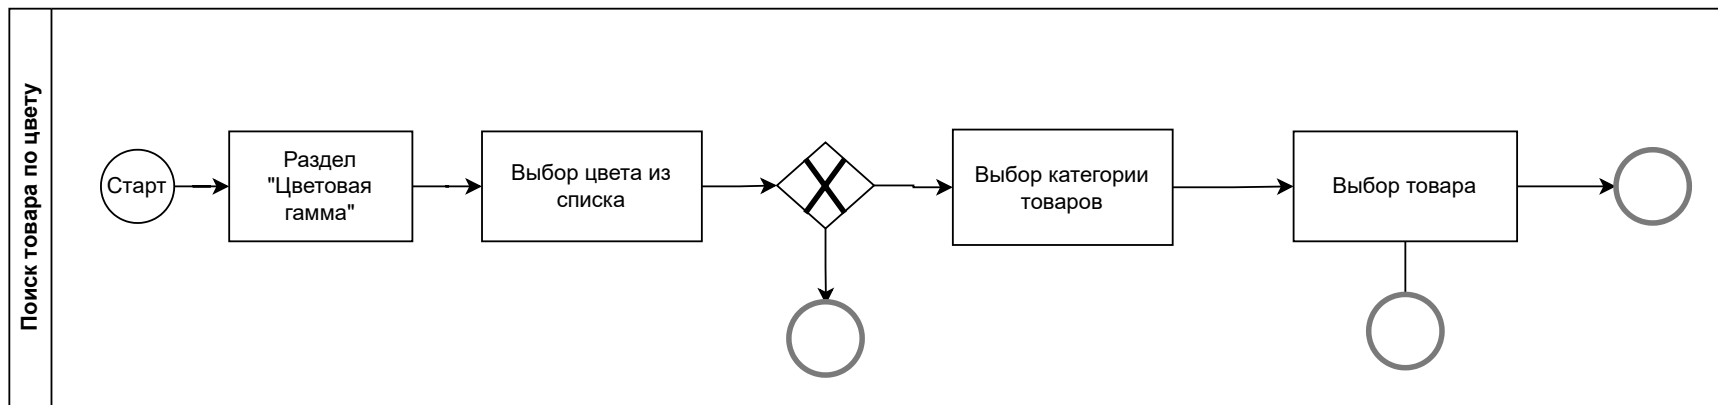 Поиск товара по цвету
Старт
Раздел
"Цветовая
гамма"
Выбор цвета из
списка
Выбор категории
товаров
Выбор товара